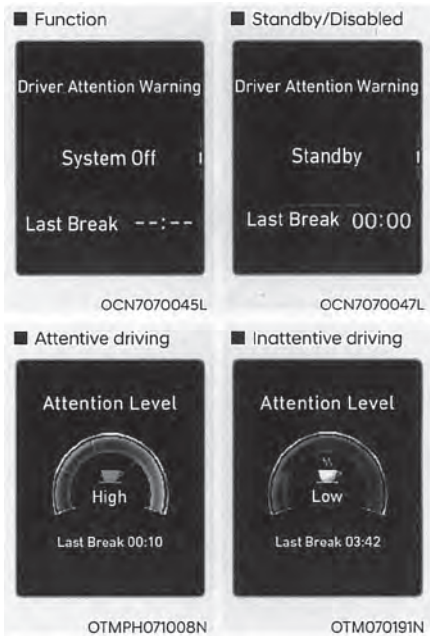 ■ Function
Driver Attention Warning
System Off
Last Break --:--
OCN7070045L
■ Standby/Disabled
Driver Attention Warning
Standby
Last Break 00:00
OCN7070047L
■ Attentive driving
Attention Level
High
Last Break 00:10
OTMPH071008N
■ Inattentive driving
Attention Level
Low
Last Break 03:42
OTM070191N